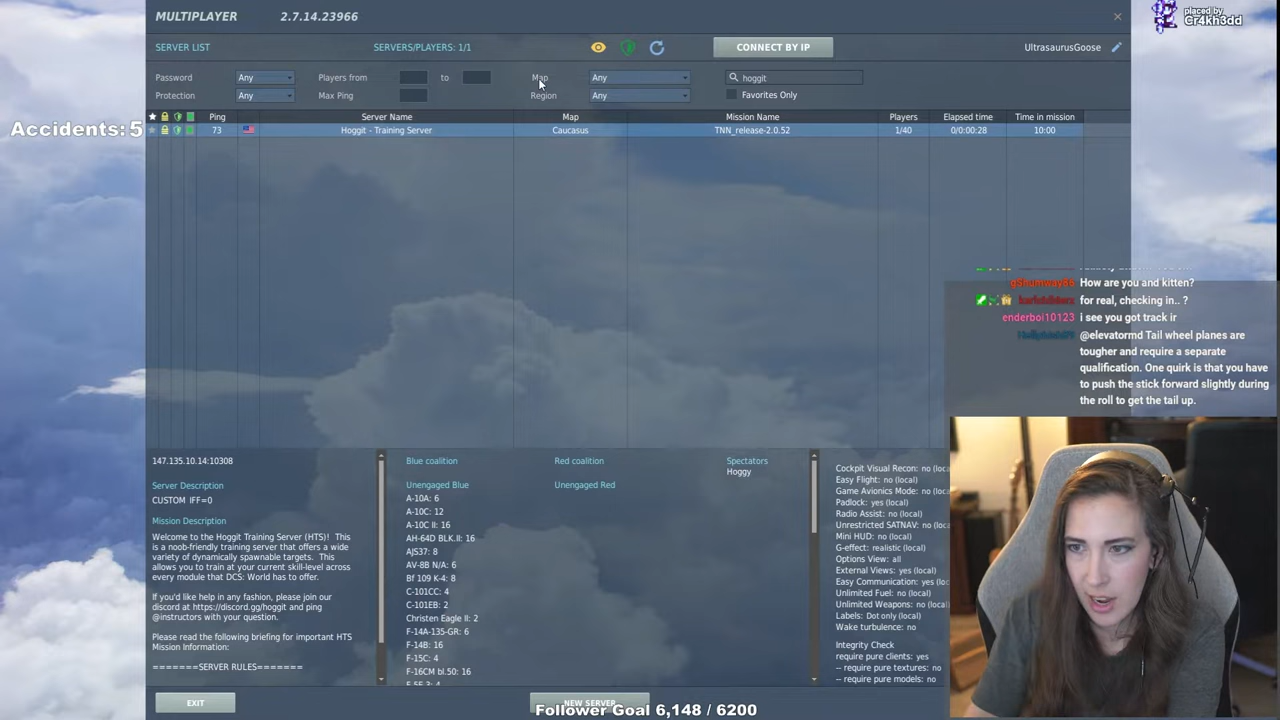 MULTIPLAYER 2.7.14.23966
placed by
Cr4kh3dd
SERVER LIST SERVERS/PLAYERS: 1/1 CONNECT BY IP UltrasaurusGoose
Password Any Players from to Map Any hoggit
Protection Any Max Ping Region Any Favorites Only
Ping Server Name Map Mission Name Players Elapsed time Time in mission
73 Hoggit - Training Server Caucasus TNN_release-2.0.52 1/40 0/0:00:28 10:00
Accidents: 5
How are you and kitten?
for real, checking in.. ?
enderboi10123 i see you got track ir
@elevatormd Tail wheel planes are
tougher and require a separate
qualification. One quirk is that you have
to push the stick forward slightly during
the roll to get the tail up.
147.135.10.14:10308
Server Description
CUSTOM IFF=0
Mission Description
Welcome to the Hoggit Training Server (HTS)! This
is a noob-friendly training server that offers a wide
variety of dynamically spawnable targets. This
allows you to train at your current skill-level across
every module that DCS: World has to offer.
If you'd like help in any fashion, please join our
discord at https://discord.gg/hoggit and ping
@instructors with your question.
Please read the following briefing for important HTS
Mission Information:
=======SERVER RULES=======
Blue coalition
Unengaged Blue
A-10A: 6
A-10C: 12
A-10C II: 16
AH-64D BLK.II: 16
AJS37: 8
AV-8B N/A: 6
Bf 109 K-4: 8
C-101CC: 4
C-101EB: 2
Christen Eagle II: 2
F-14A-135-GR: 6
F-14B: 16
F-15C: 4
F-16CM bl.50: 16
F-5E-3: 4
Red coalition
Unengaged Red
Spectators
Hoggy
Cockpit Visual Recon: no (loca
Easy Flight: no (local)
Game Avionics Mode: no (loca
Padlock: yes (local)
Radio Assist: no (local)
Unrestricted SATNAV: no (loc
Mini HUD: no (local)
G-effect: realistic (local)
Options View: all
External Views: yes (local)
Easy Communication: yes (lo
Unlimited Fuel: no (local)
Unlimited Weapons: no (local)
Labels: Dot only (local)
Wake turbulence: no
Integrity Check
require pure clients: yes
-- require pure textures: no
-- require pure models: no
EXIT NEW SERVER
Follower Goal 6,148 / 6200